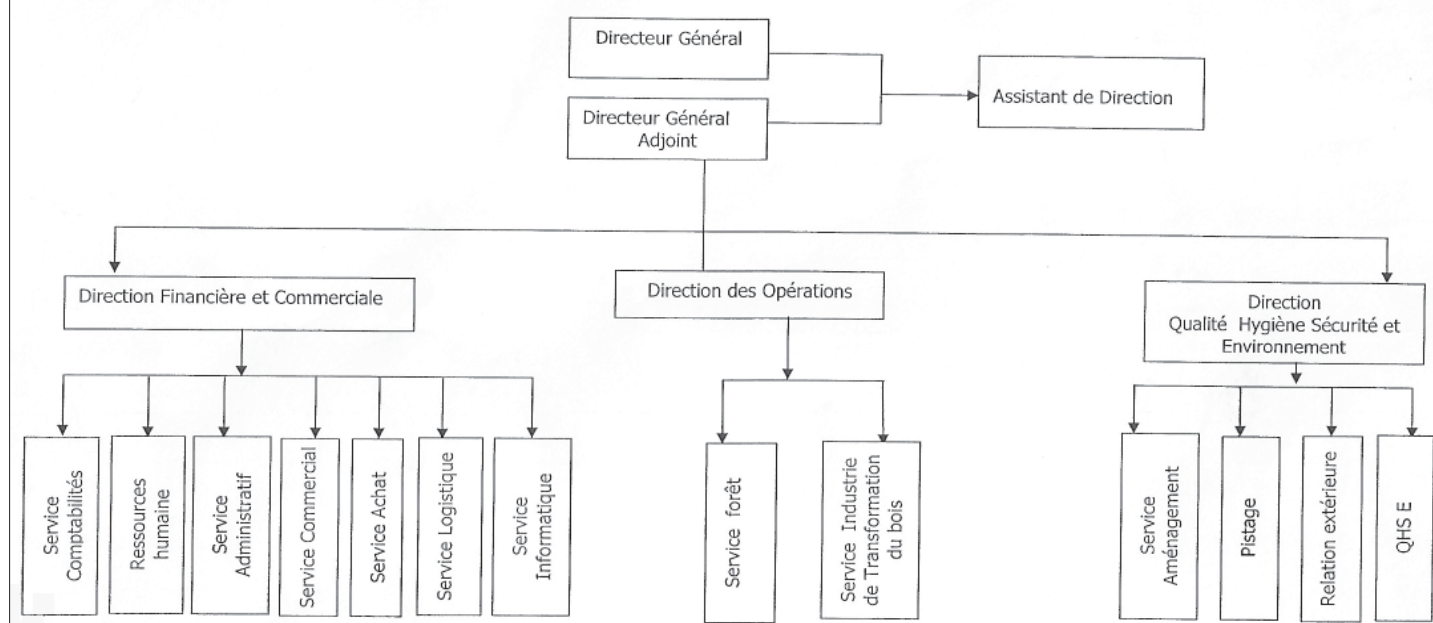 Directeur Général
Assistant de Direction
Directeur Général
Adjoint
Direction Financière et Commerciale
Direction des Opérations
Direction
Qualité Hygiène Sécurité et
Environnement
Service
Comptabilités
Ressources
humaine
Service
Administratif
Service Commercial
Service Achat
Service Logistique
Service
Informatique
Service forêt
Service Industrie
de Transformation
du bois
Service
Aménagement
Pistage
Relation extérieure
QHS E